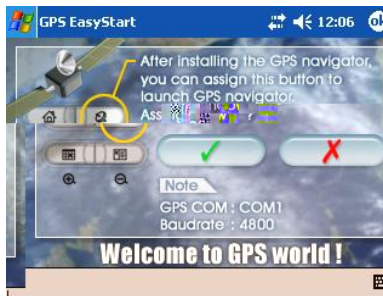 GPS EasyStart
12:06
ok
After installing the GPS navigator,
you can assign this button to
launch GPS navigator.
Note
GPS COM : COM1
Baudrate : 4800
Welcome to GPS world !